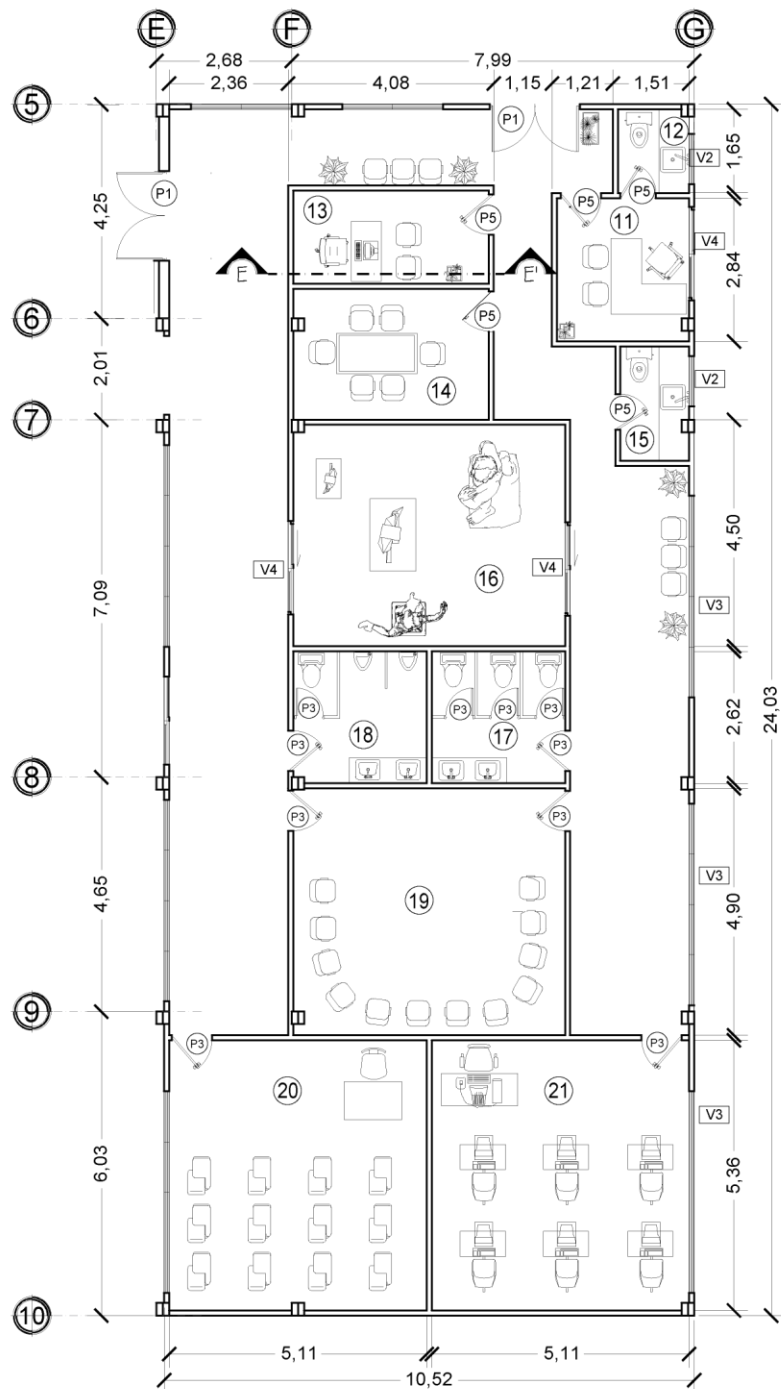 E F G
2,68 7,99
2,36 4,08 1,15 1,21 1,51
5
P1
12
V2
1,65
P1
4,25
13
P5
P5
P5
11
V4
2,84
E E'
6
P5
2,01
14
V2
P5
15
7
4,50
V4
16
V4
V3
7,09
24,03
P3
P3 P3 P3
2,62
18
17
P3
P3
8
P3
P3
V3
4,65
19
4,90
9
P3
P3
20
21
V3
6,03
5,36
10
5,11 5,11
10,52